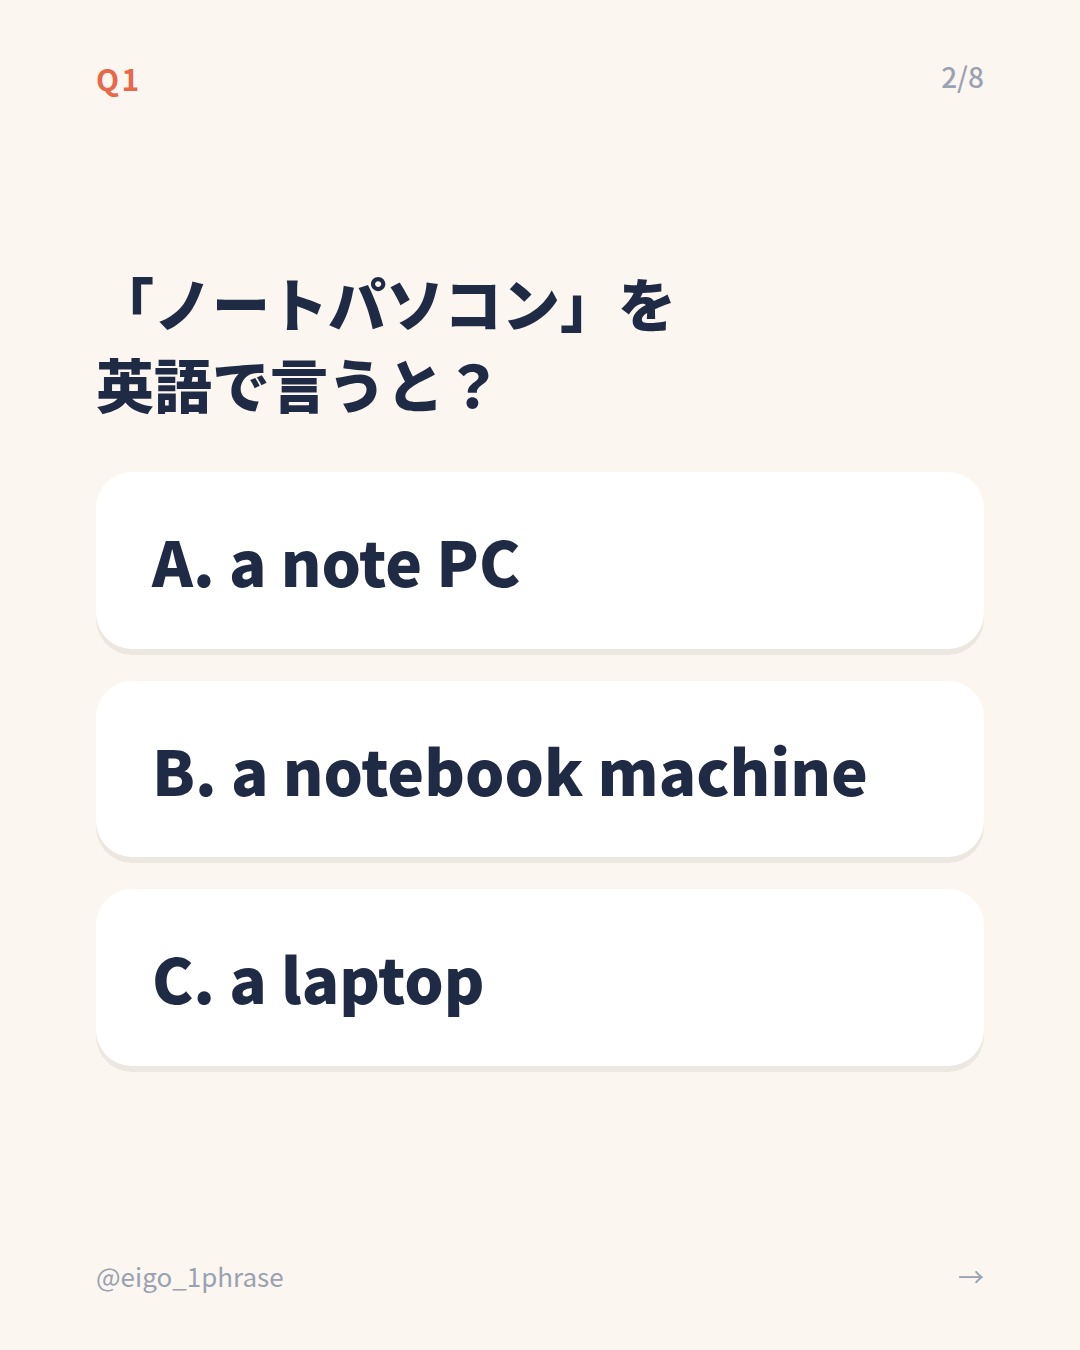 Q1
2/8
「ノートパソコン」を
英語で言うと？
A. a note PC
B. a notebook machine
C. a laptop
@eigo_1phrase
→